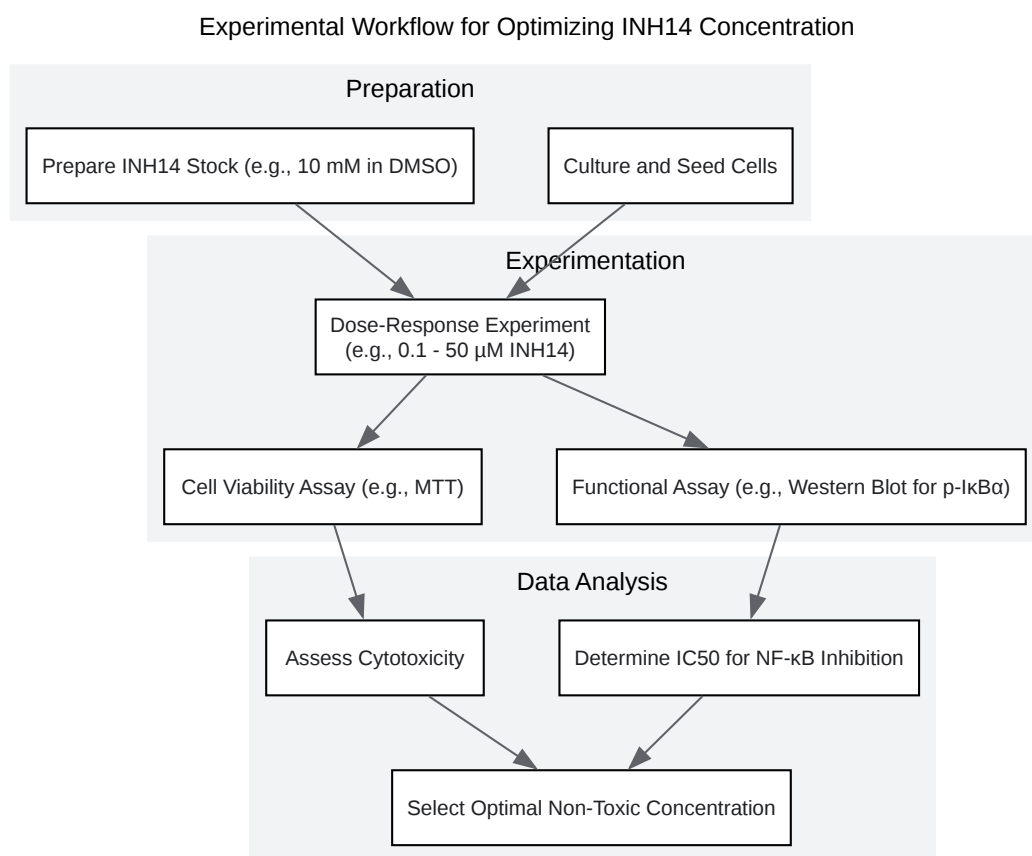 Experimental Workflow for Optimizing INH14 Concentration
Preparation
Prepare INH14 Stock (e.g., 10 mM in DMSO)
Culture and Seed Cells
Experimentation
Dose-Response Experiment
(e.g., 0.1 - 50 µM INH14)
Cell Viability Assay (e.g., MTT)
Functional Assay (e.g., Western Blot for p-IκBα)
Data Analysis
Assess Cytotoxicity
Determine IC50 for NF-κB Inhibition
Select Optimal Non-Toxic Concentration